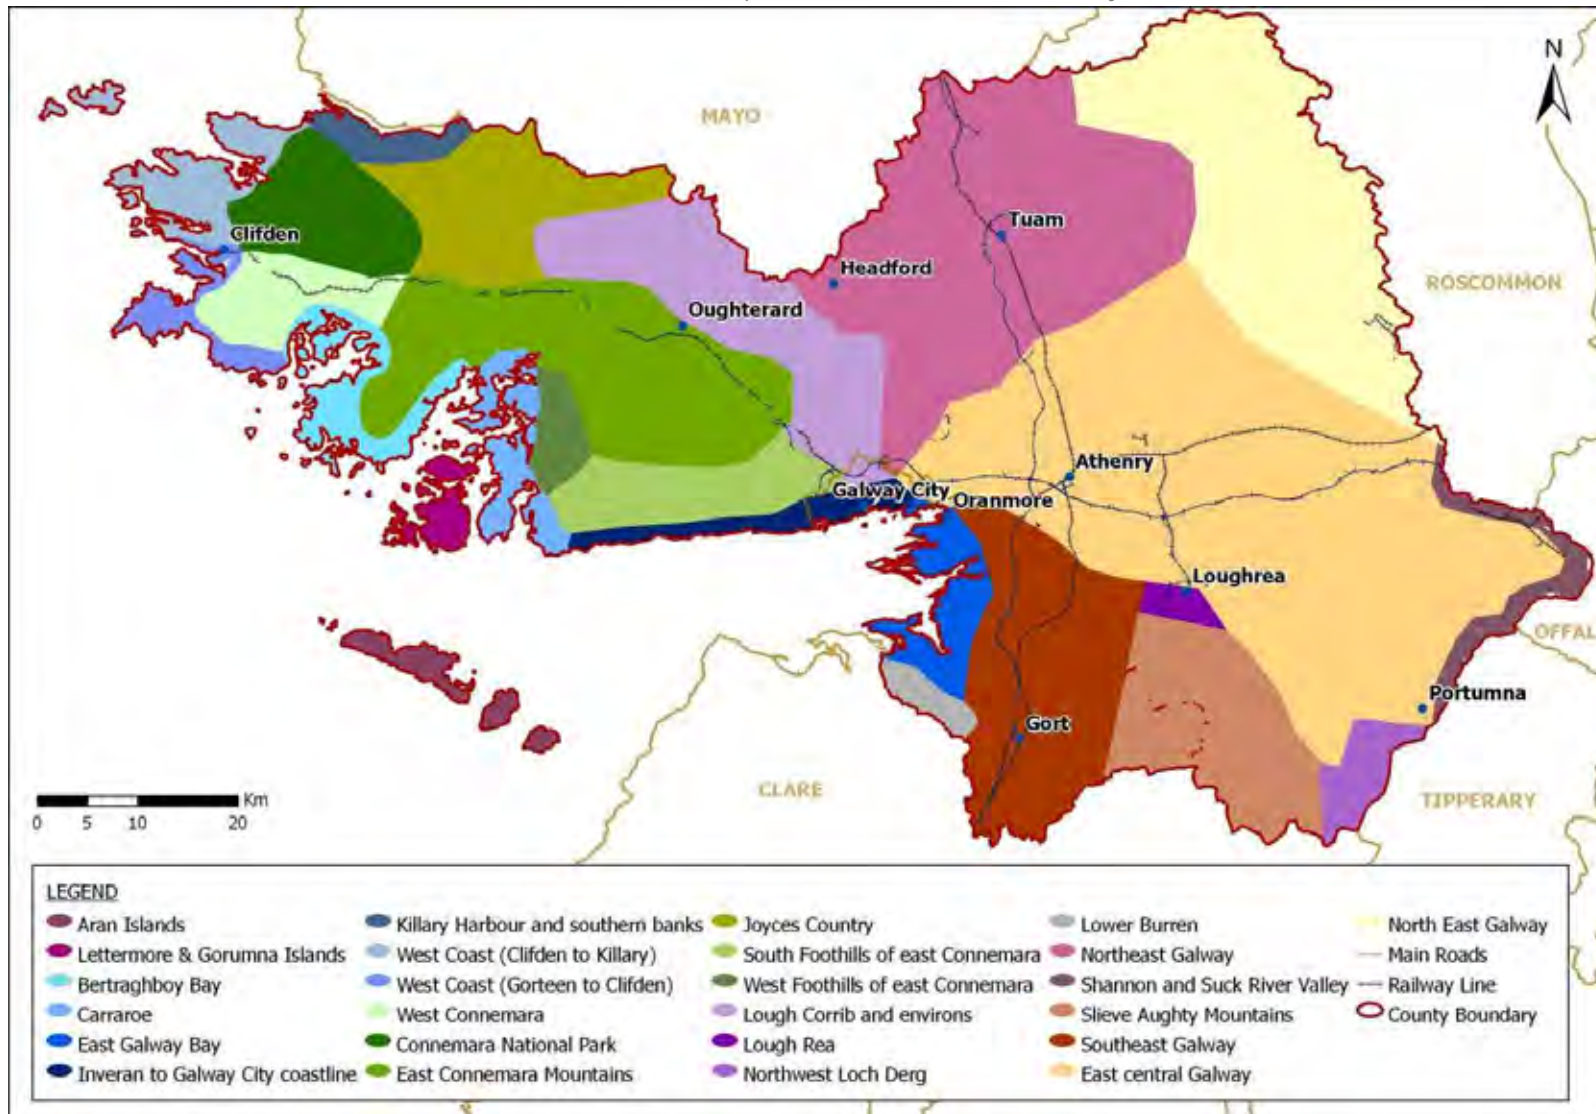 N
MAYO
Tuam
Clifden
Headford
ROSCOMMON
Oughterard
Athenry
Galway City
Oranmore
Loughrea
OFFAL
Portumna
Gort
CLARE
TIPPERARY
Km
0 5 10 20
LEGEND
Aran Islands
Lettermore & Gorumna Islands
Bertraghboy Bay
Carraroe
East Galway Bay
Inveran to Galway City coastline
Killary Harbour and southern banks
West Coast (Clifden to Killary)
West Coast (Gorteen to Clifden)
West Connemara
Connemara National Park
East Connemara Mountains
Joyces Country
South Foothills of east Connemara
West Foothills of east Connemara
Lough Corrib and environs
Lough Rea
Northwest Loch Derg
Lower Burren
Northeast Galway
Shannon and Suck River Valley
Slieve Aughty Mountains
Southeast Galway
East central Galway
North East Galway
Main Roads
Railway Line
County Boundary